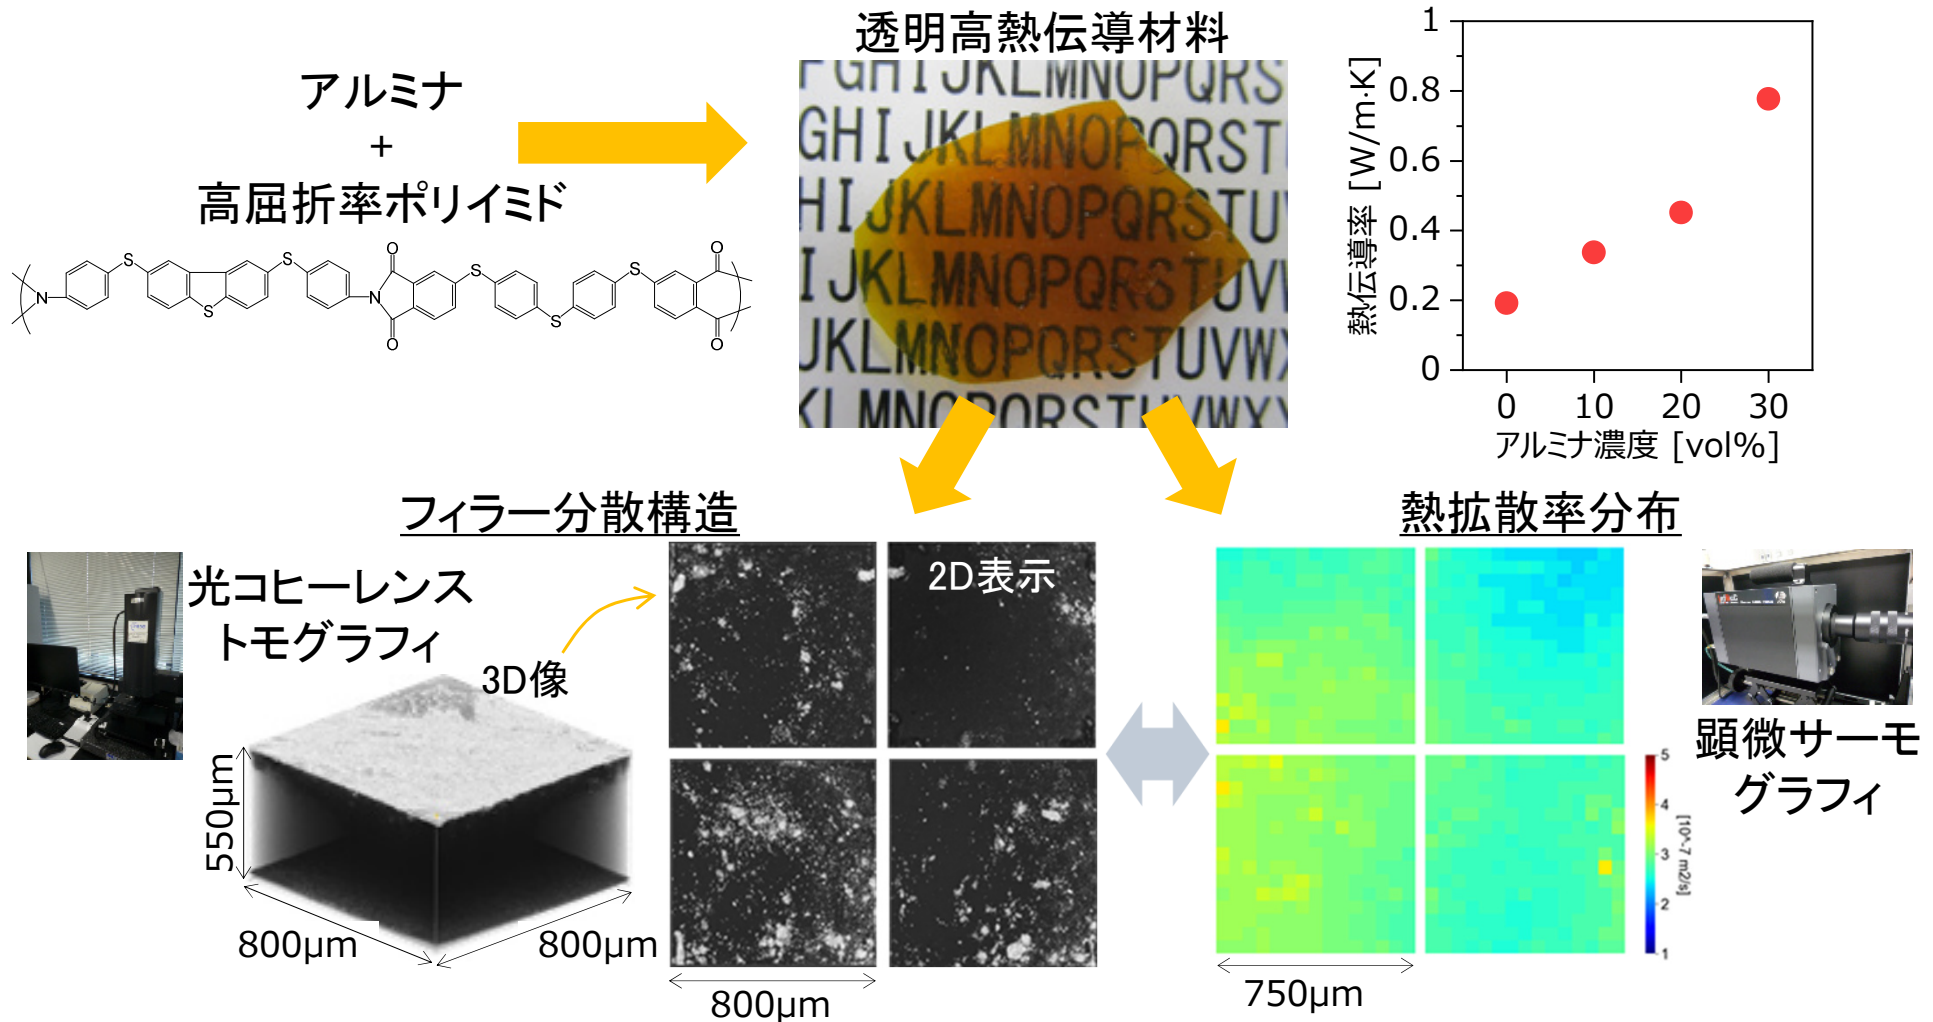 アルミナ
+
高屈折率ポリイミド
N
S
S
S
N
O
O
S
S
S
O
O
透明高熱伝導材料
FGHIJKLMNOPQRS
GHIJKLMNOPQRST
HIJKLMNOPQRSTU
IJKLMNOPQRSTUV
JKLMNOPQRSTUVWX
KLMNOPQRSTUVWXY
熱伝導率 [W/m·K]
1
0.8
0.6
0.4
0.2
0
0 10 20 30
アルミナ濃度 [vol%]
フィラー分散構造
光コヒーレンス
トモグラフィ
3D像
550μm
800μm
800μm
2D表示
800μm
熱拡散率分布
5
4
3
2
1
[10^-7 m2/s]
750μm
顕微サーモ
グラフィ